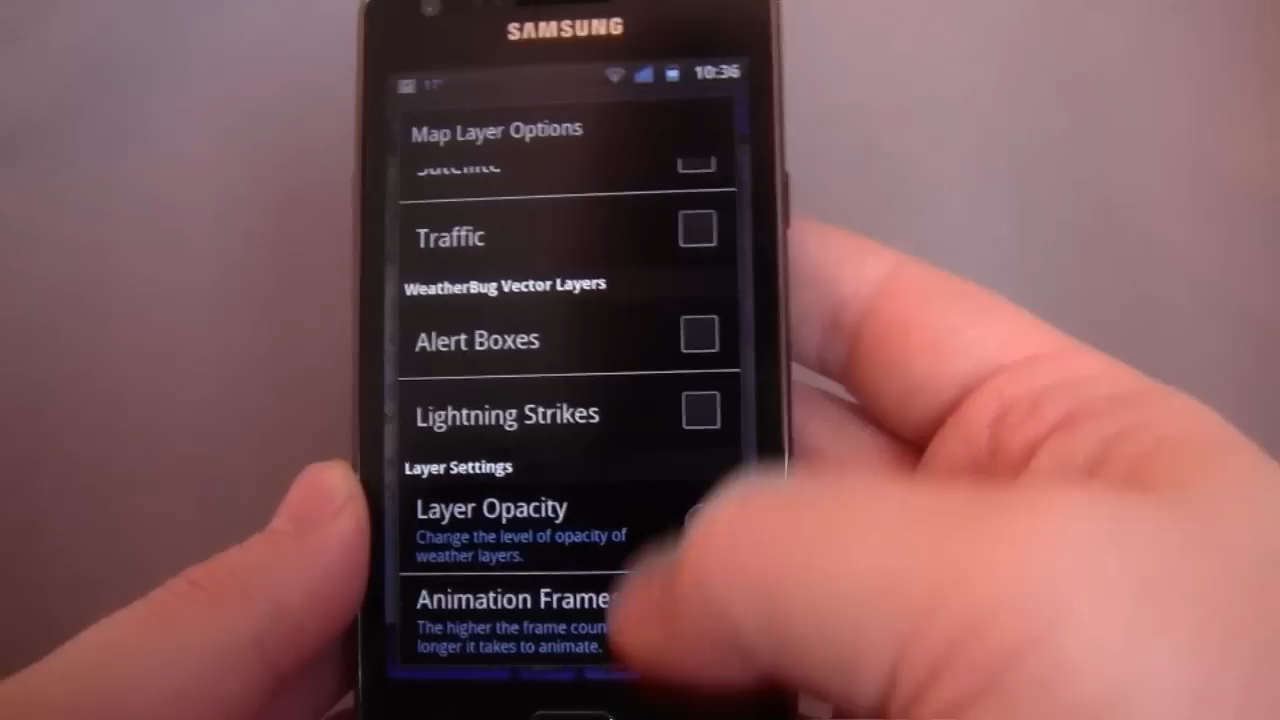 SAMSUNG
10:36
Map Layer Options
Satellite
Traffic
WeatherBug Vector Layers
Alert Boxes
Lightning Strikes
Layer Settings
Layer Opacity
Change the level of opacity of
weather layers.
Animation Frame
The higher the frame coun
longer it takes to animate.